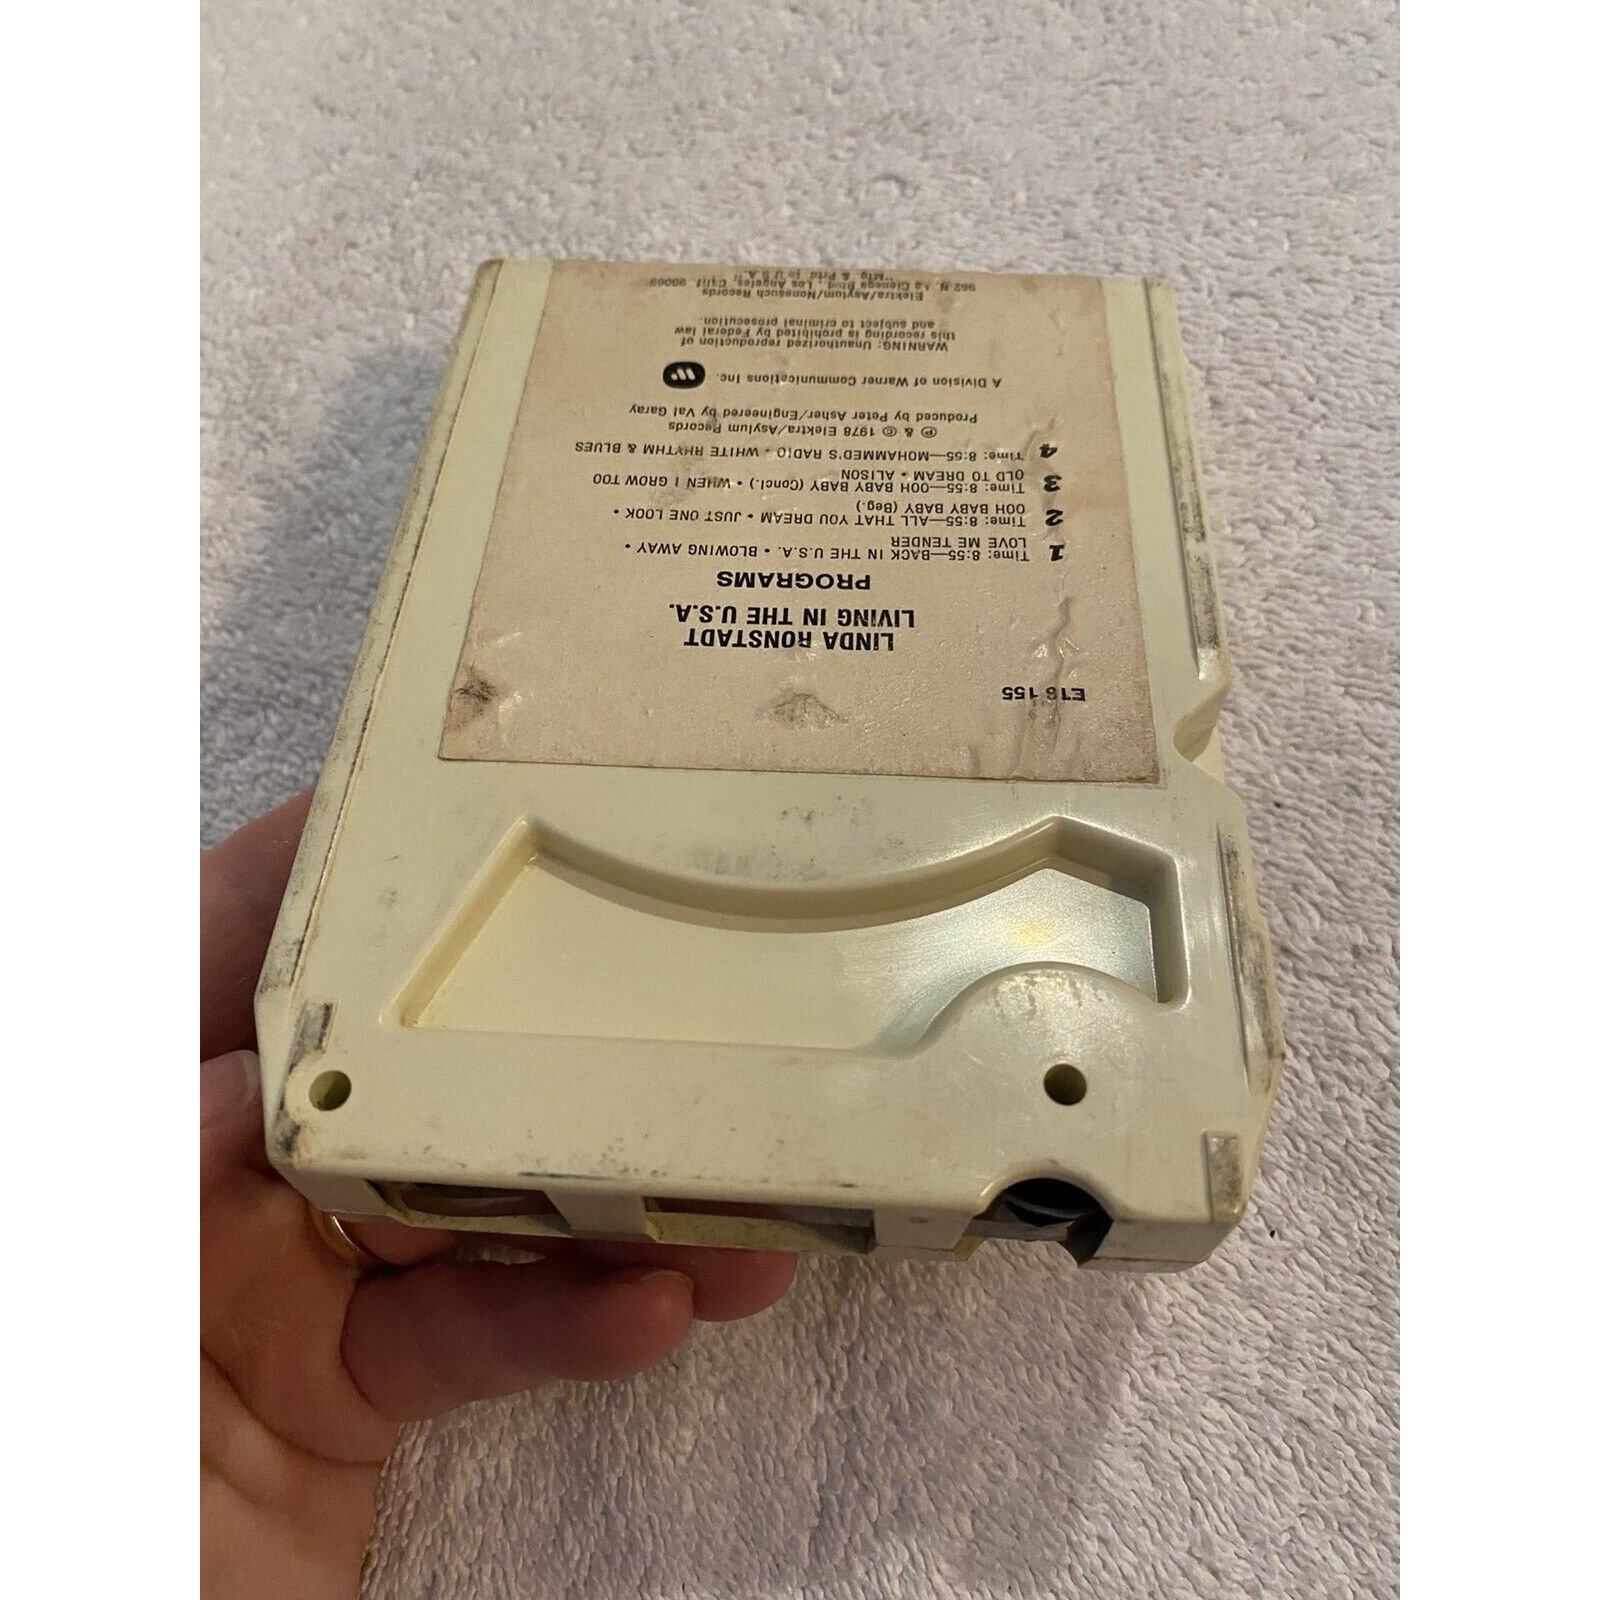 ET8 155
LINDA RONSTADT
LIVING IN THE U.S.A.
PROGRAMS
1 Time: 8:55—BACK IN THE U.S.A. • BLOWING AWAY •
LOVE ME TENDER
2 Time: 8:55—ALL THAT YOU DREAM • JUST ONE LOOK •
OOH BABY BABY (Beg.)
3 Time: 8:55—OOH BABY BABY (Concl.) • WHEN I GROW TOO
OLD TO DREAM • ALISON
4 Time: 8:55—MOHAMMED'S RADIO • WHITE RHYTHM & BLUES
℗ & © 1978 Elektra/Asylum Records
Produced by Peter Asher/Engineered by Val Garay
A Division of Warner Communications Inc.
WARNING: Unauthorized reproduction of
this recording is prohibited by Federal law
and subject to criminal prosecution.
Elektra/Asylum/Nonesuch Records
962 N. La Cienega Blvd., Los Angeles, Calif. 90069
"Mfg. & Prtd. in U.S.A."